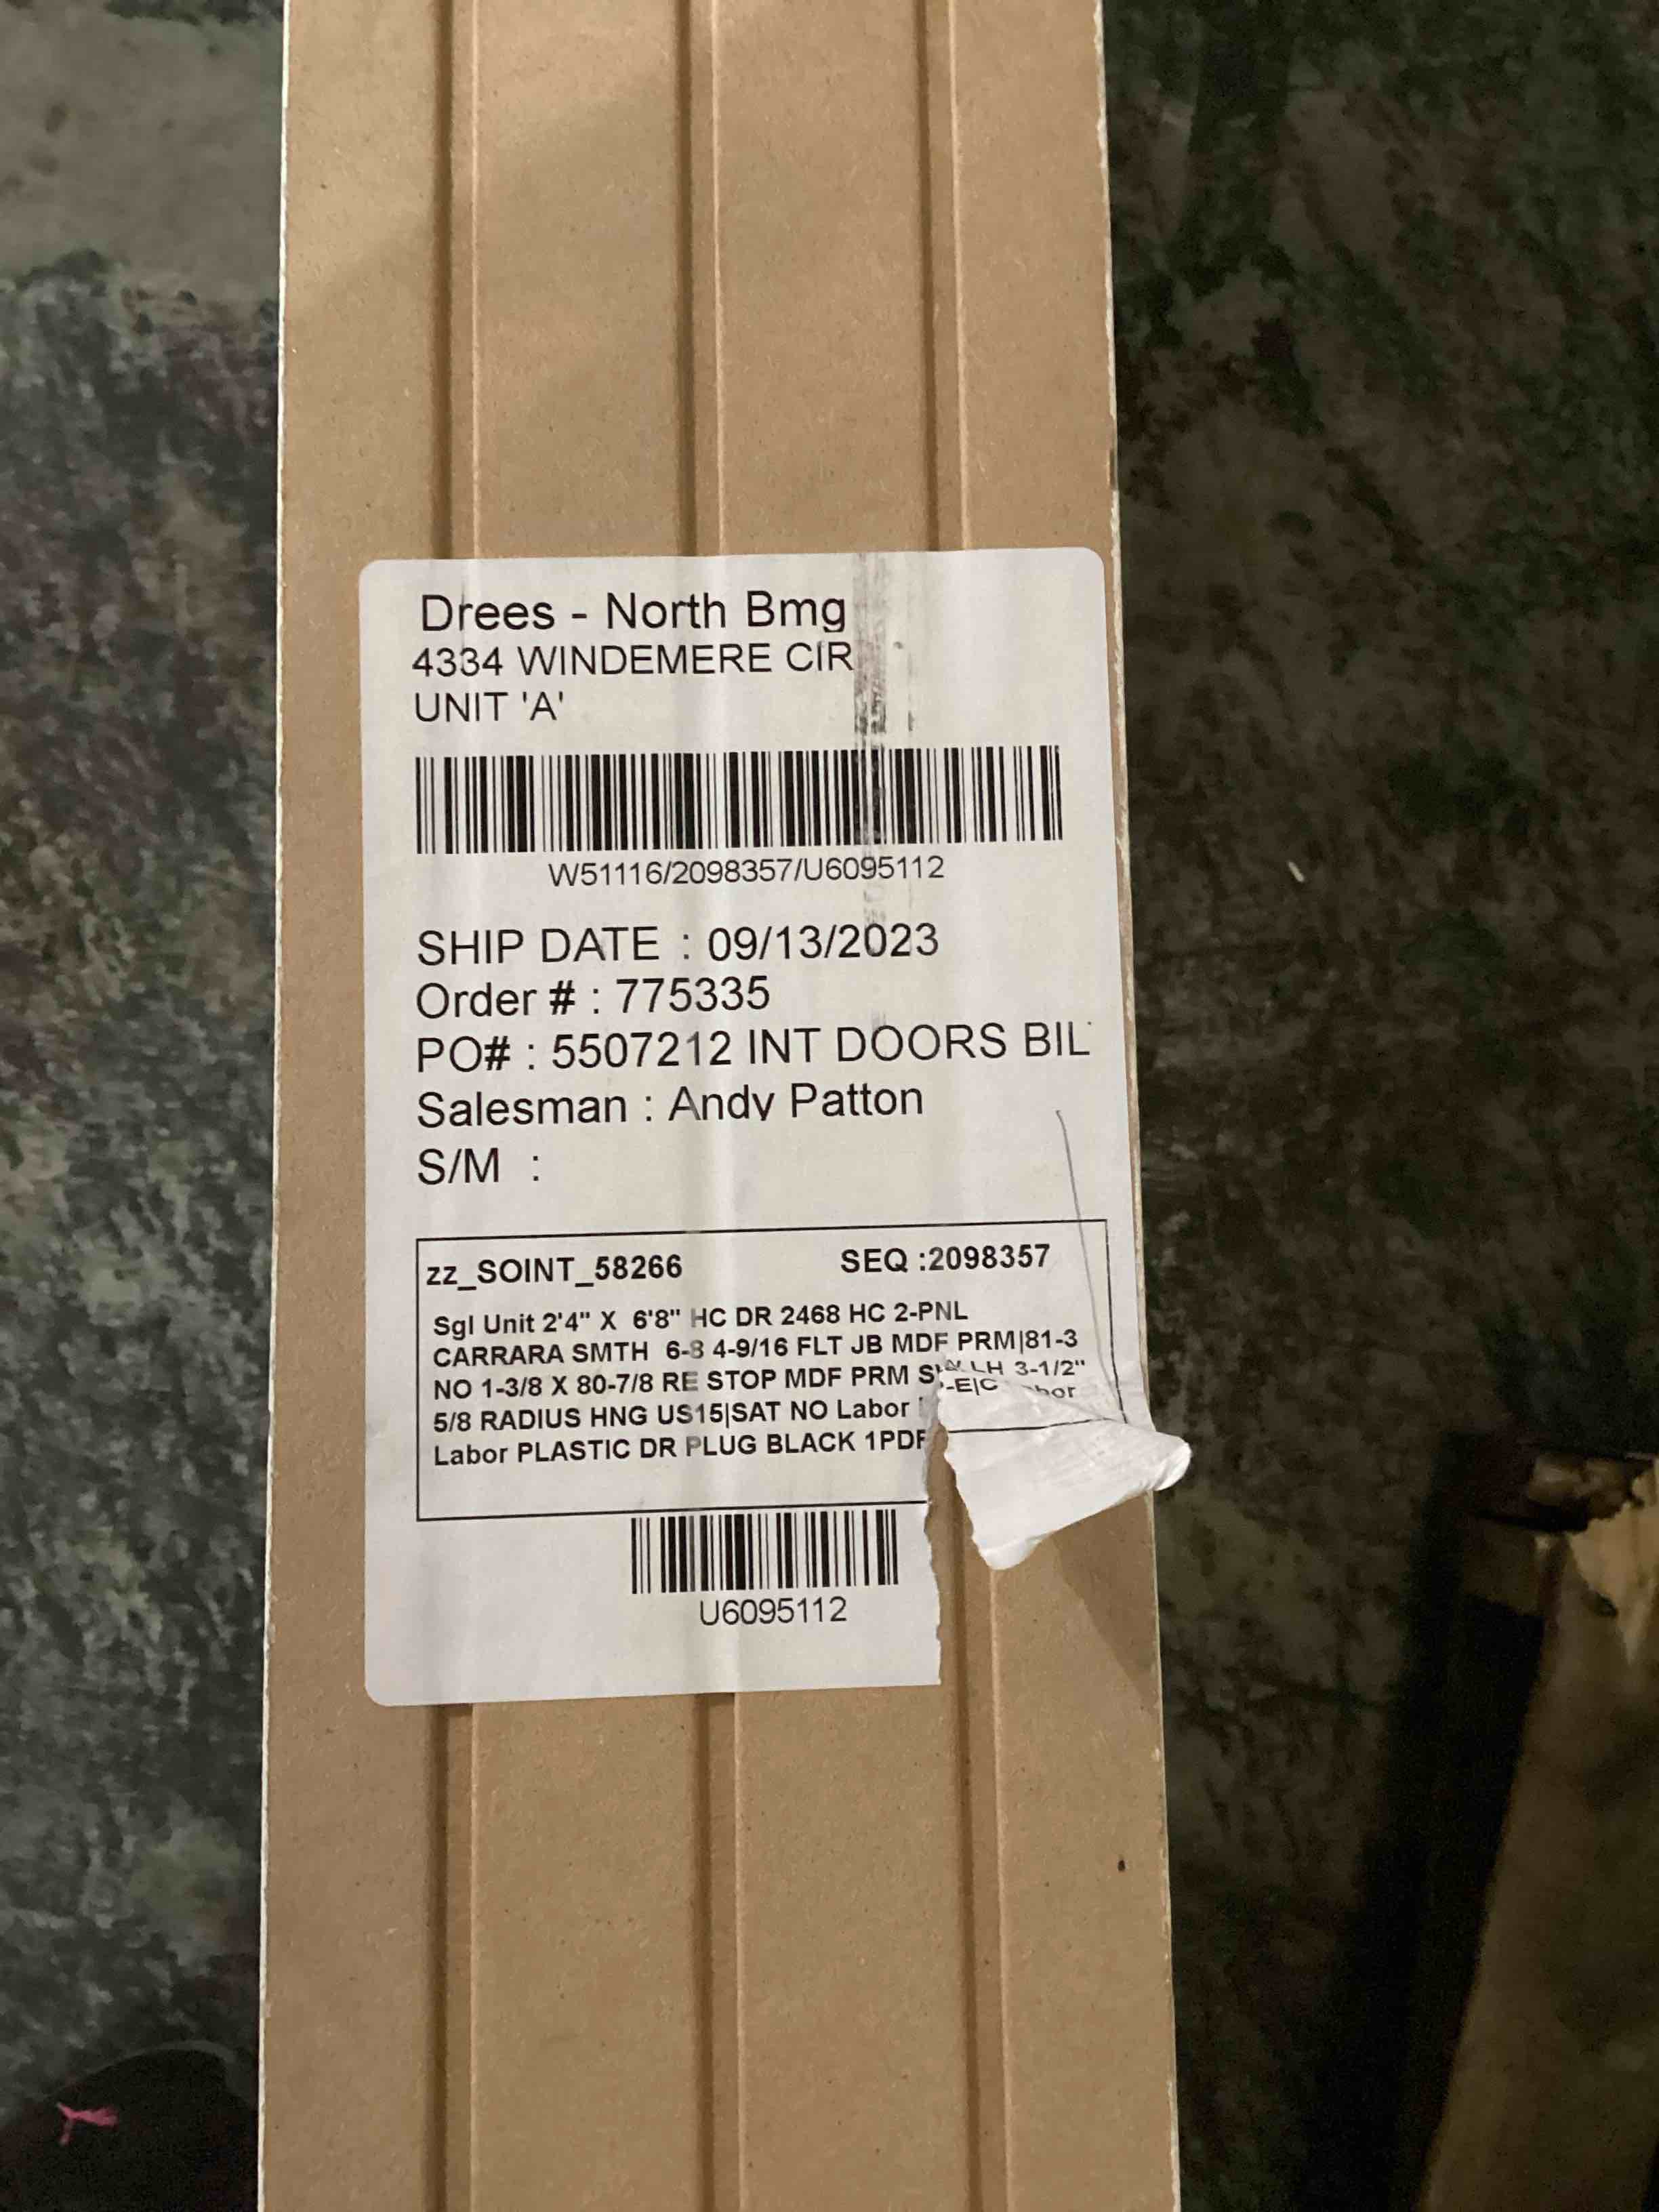 Drees - North Bmg
4334 WINDEMERE CIR
UNIT 'A'
W51116/2098357/U6095112
SHIP DATE : 09/13/2023
Order # : 775335
PO# : 5507212 INT DOORS BIL
Salesman : Andy Patton
S/M :
zz_SOINT_58266 SEQ :2098357
Sgl Unit 2'4" X 6'8" HC DR 2468 HC 2-PNL
CARRARA SMTH 6-8 4-9/16 FLT JB MDF PRM|81-3
NO 1-3/8 X 80-7/8 RE STOP MDF PRM LH 3-1/2"
5/8 RADIUS HNG US15|SAT NO Labor
Labor PLASTIC DR PLUG BLACK 1PDF
U6095112